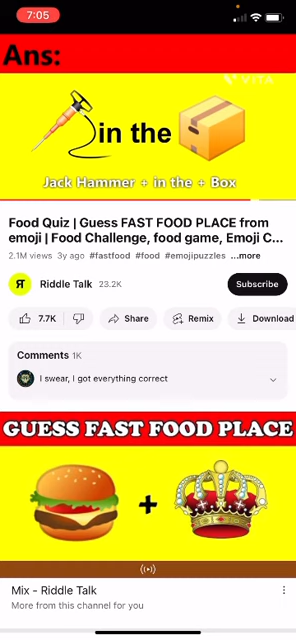 7:05
Ans:
VITA
in the
Jack Hammer + in the + Box
Food Quiz | Guess FAST FOOD PLACE from
emoji | Food Challenge, food game, Emoji C...
2.1M views 3y ago #fastfood #food #emojipuzzles ...more
Riddle Talk 23.2K
Subscribe
7.7K
Share
Remix
Download
Comments 1K
I swear, I got everything correct
GUESS FAST FOOD PLACE
+
Mix - Riddle Talk
More from this channel for you